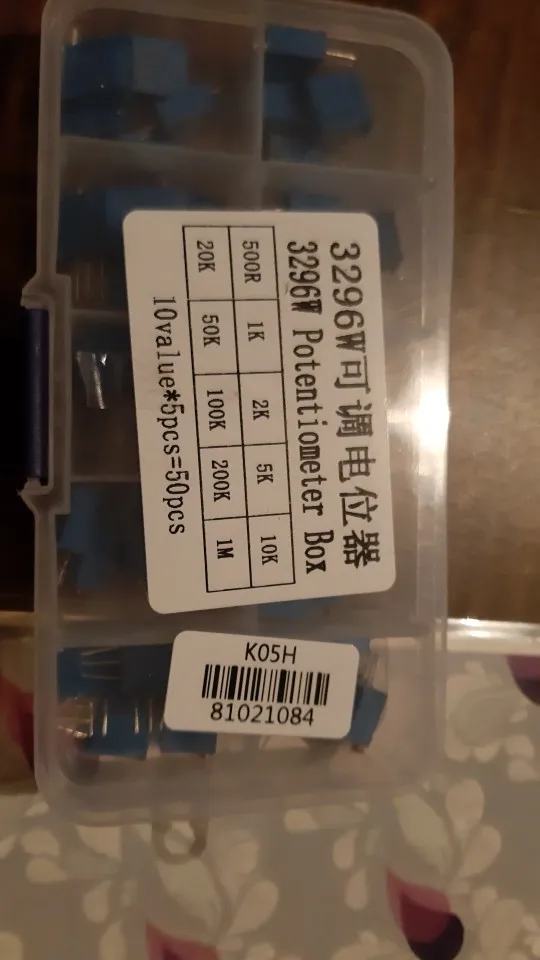 3296W可调电位器
3296W Potentiometer Box
500R 1K 2K 5K 10K
20K 50K 100K 200K 1M
10value*5pcs=50pcs
K05H
81021084